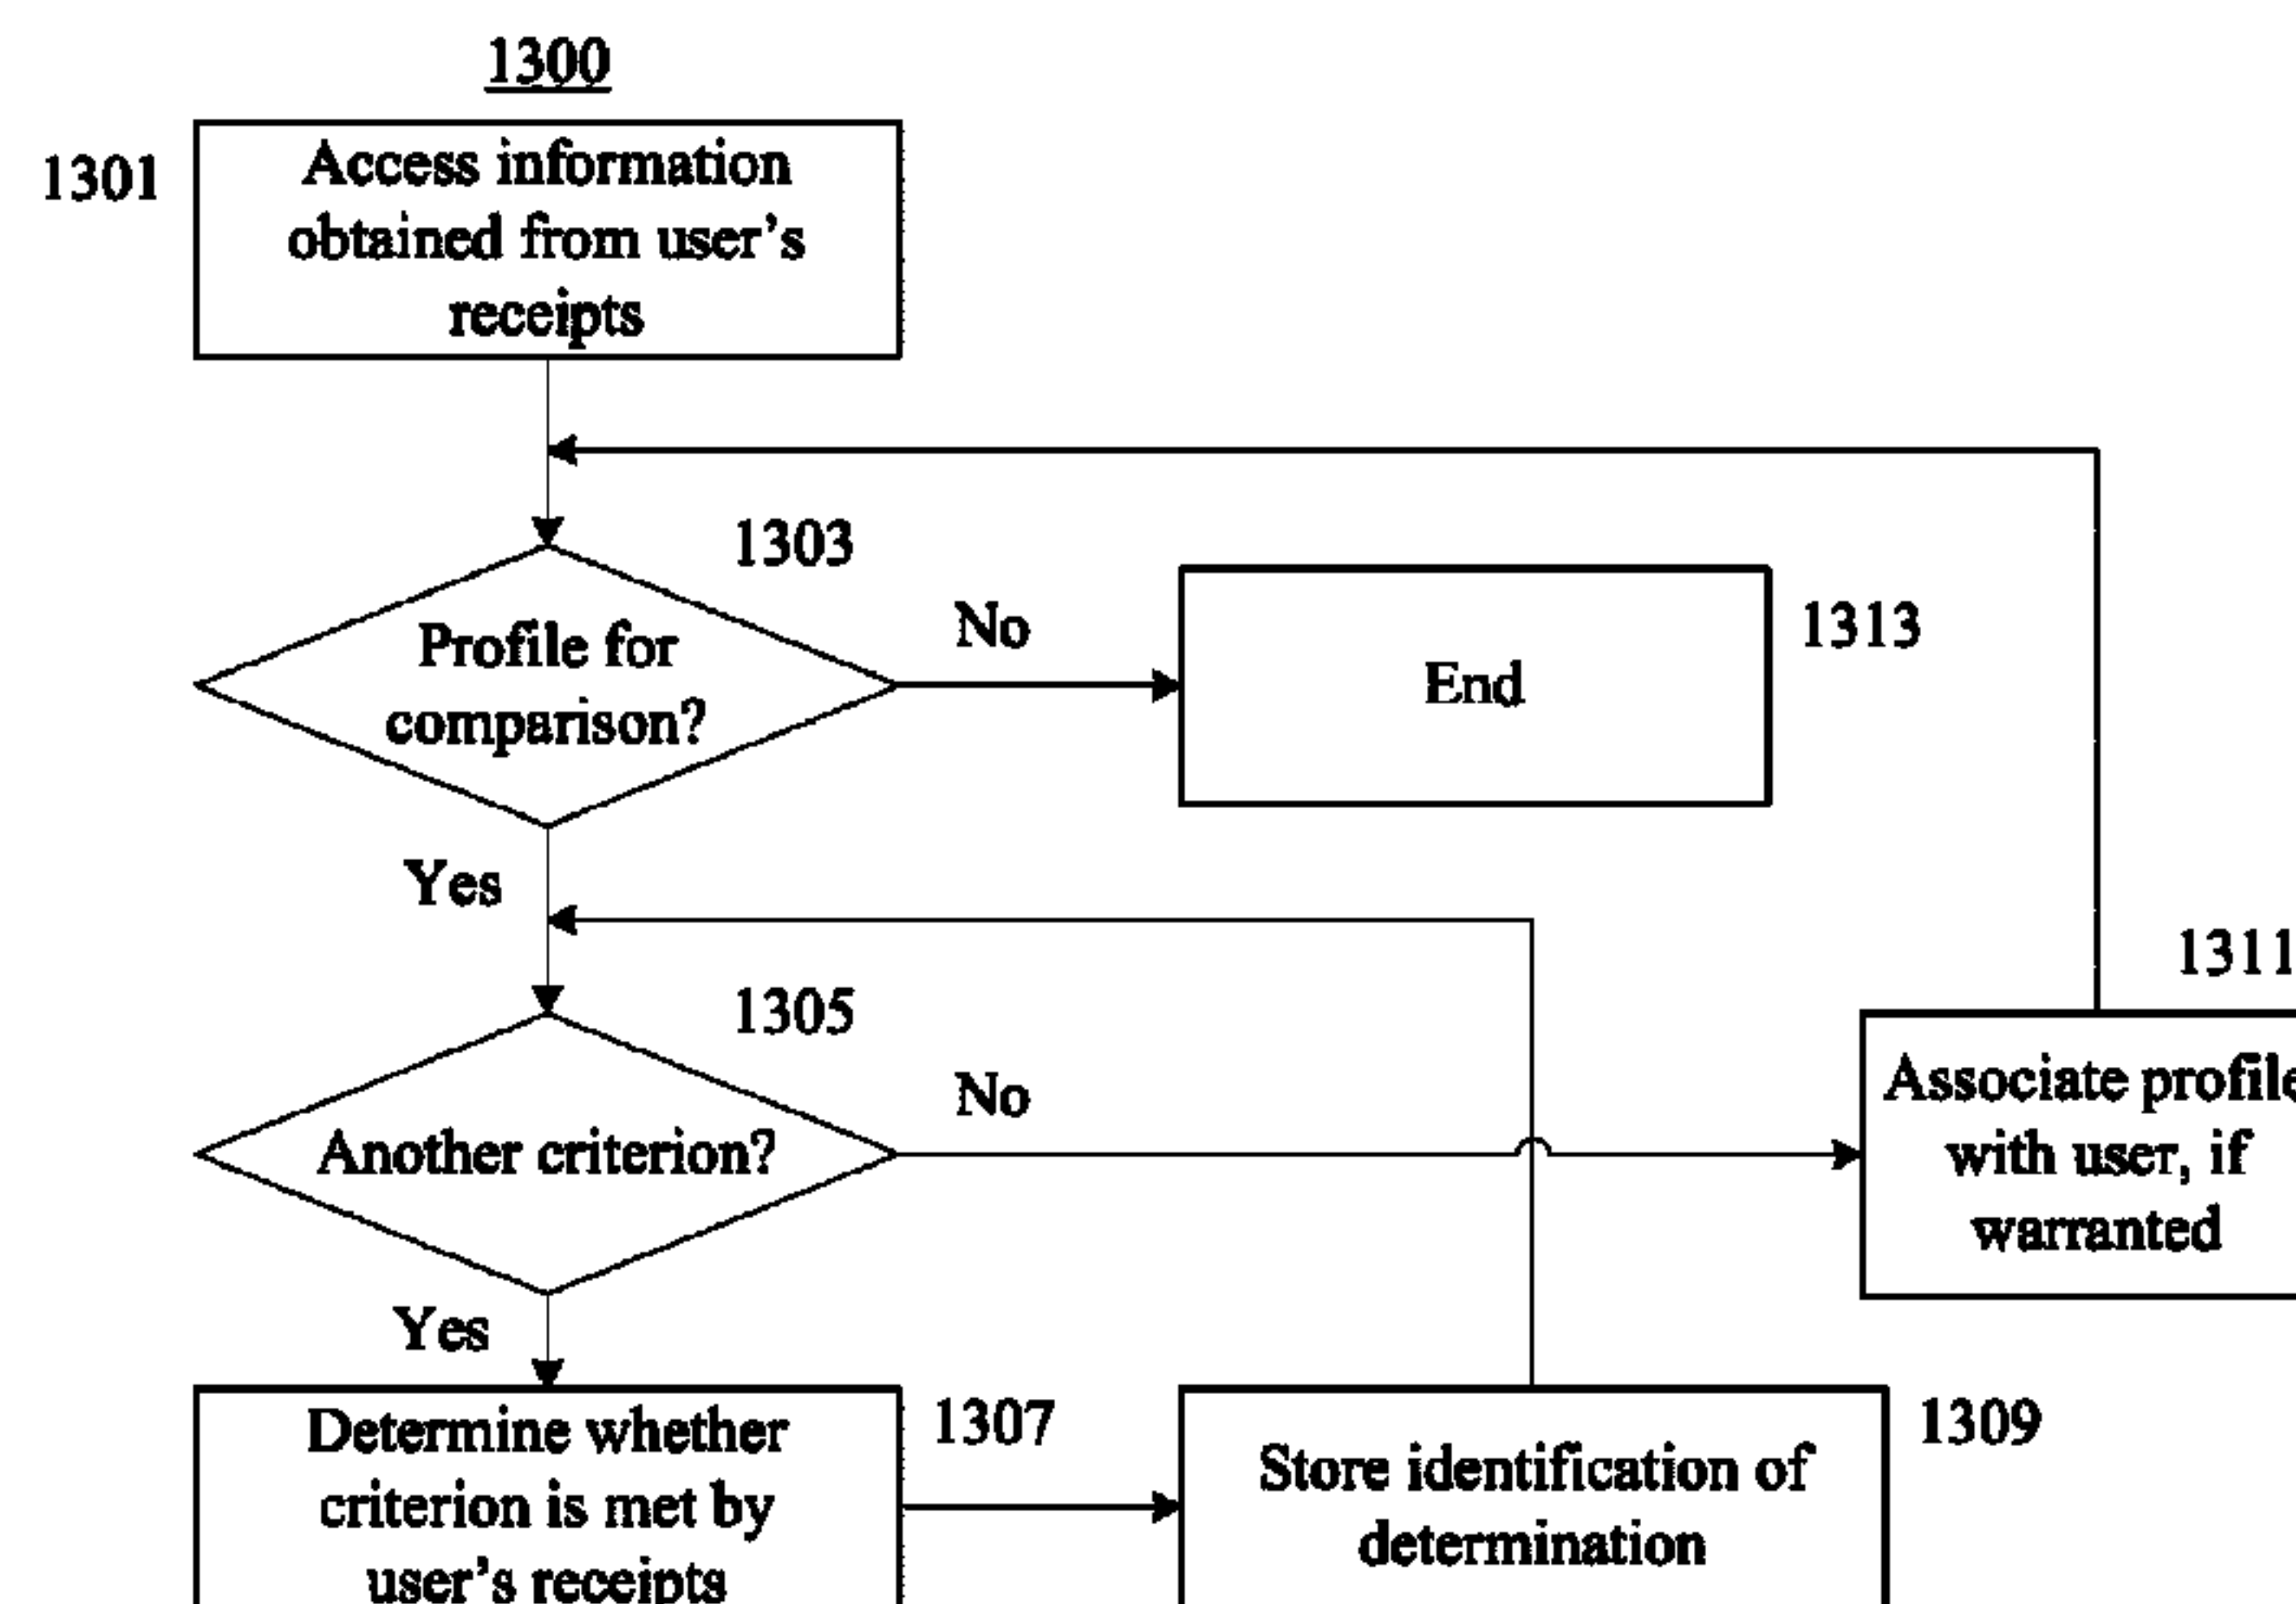 1300
1301
Access information
obtained from user's
receipts
1303
Profile for
comparison?
No
End
1313
Yes
1305
Another criterion?
No
1311
Associate profile
with user, if
warranted
Yes
Determine whether
criterion is met by
user's receipts
1307
Store identification of
determination
1309